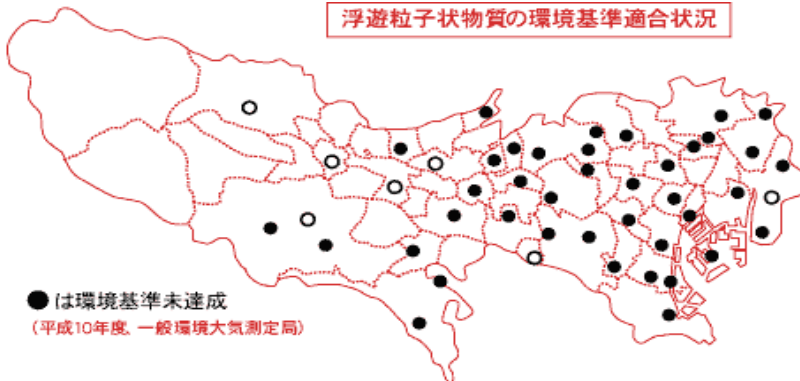 浮遊粒子状物質の環境基準適合状況
●は環境基準未達成
(平成10年度、一般環境大気測定局)